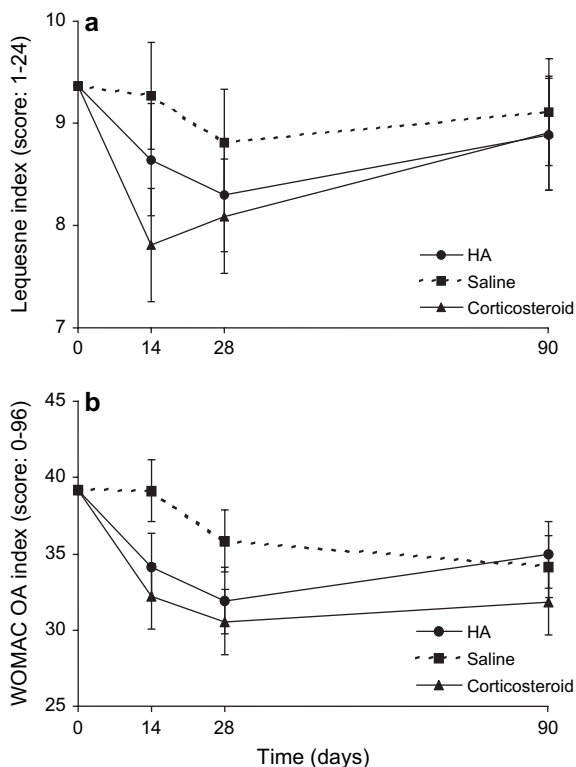 a
Lequesne index (score: 1-24)
10
9
8
7
0
14
28
90
HA
Saline
Corticosteroid
b
WOMAC OA index (score: 0-96)
45
40
35
30
25
0
14
28
90
HA
Saline
Corticosteroid
Time (days)